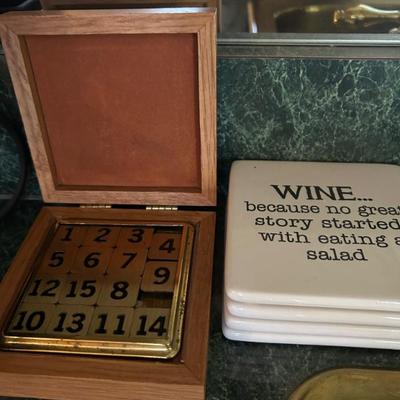 1 2 3 4
5 6 7 9
12 15 8
10 13 11 14
WINE...
because no great
story started
with eating a
salad